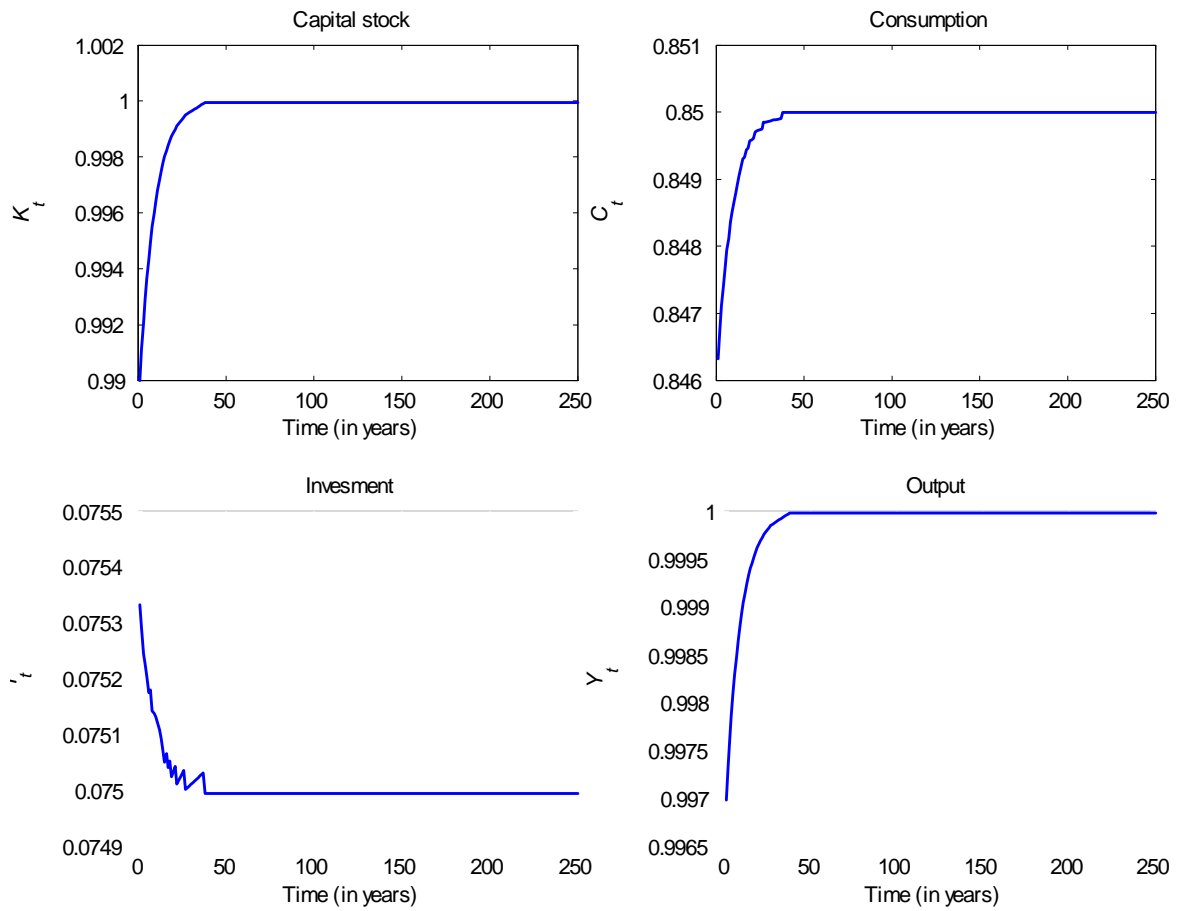 Capital stock
1.002
1
0.998
0.996
0.994
0.992
0.99
K t
0 50 100 150 200 250
Time (in years)
Consumption
0.851
0.85
0.849
0.848
0.847
0.846
C t
0 50 100 150 200 250
Time (in years)
Invesment
0.0755
0.0754
0.0753
0.0752
0.0751
0.075
0.0749
I t
0 50 100 150 200 250
Time (in years)
Output
1
0.9995
0.999
0.9985
0.998
0.9975
0.997
0.9965
Y t
0 50 100 150 200 250
Time (in years)